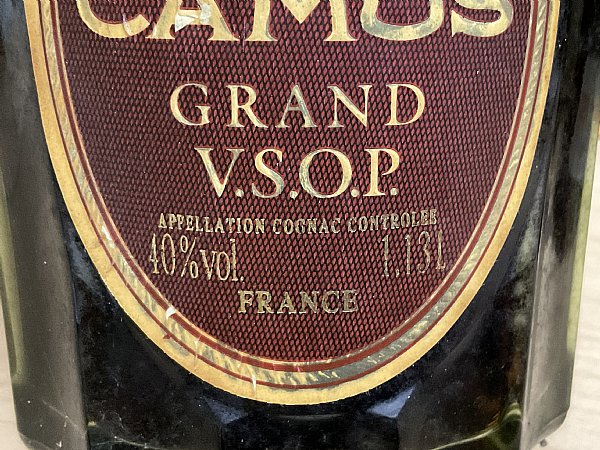 CAMUS
GRAND
V.S.O.P.
APPELLATION COGNAC CONTROLEE
40%vol. 1.13L
FRANCE